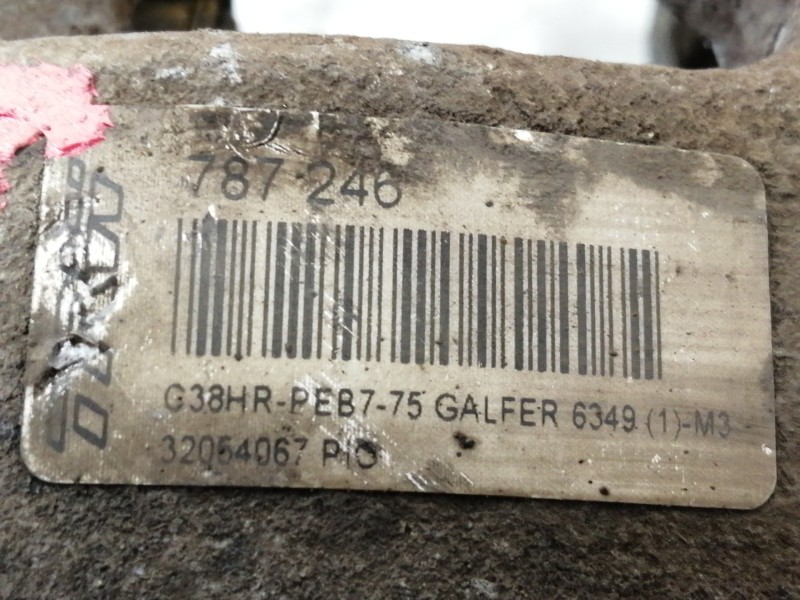 787 246
G38HR-PEB7-75 GALFER 6349 (1)-M3
32054067 PIO